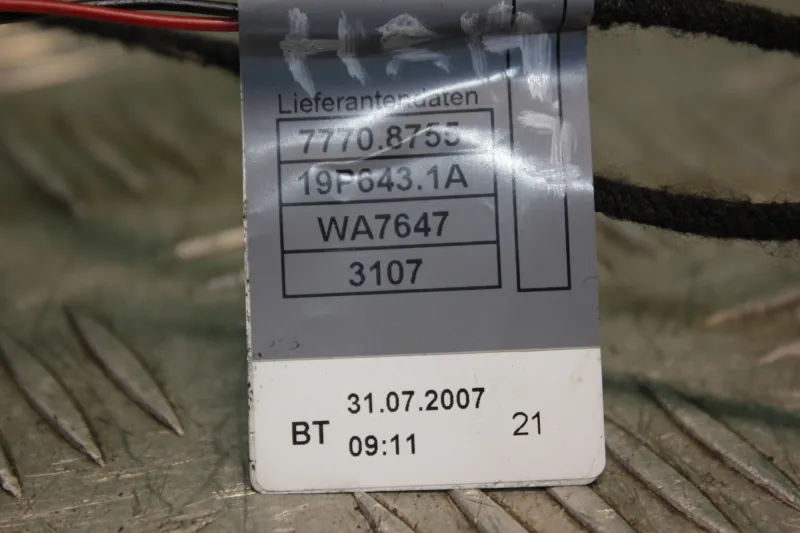 Lieferantendaten
7770.8755
19P643.1A
WA7647
3107
31.07.2007
BT 21
09:11